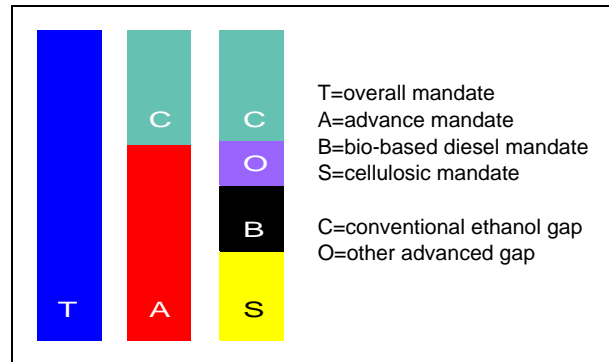 C
C
O
B
T
A
S
T=overall mandate
A=advance mandate
B=bio-based diesel mandate
S=cellulosic mandate
C=conventional ethanol gap
O=other advanced gap